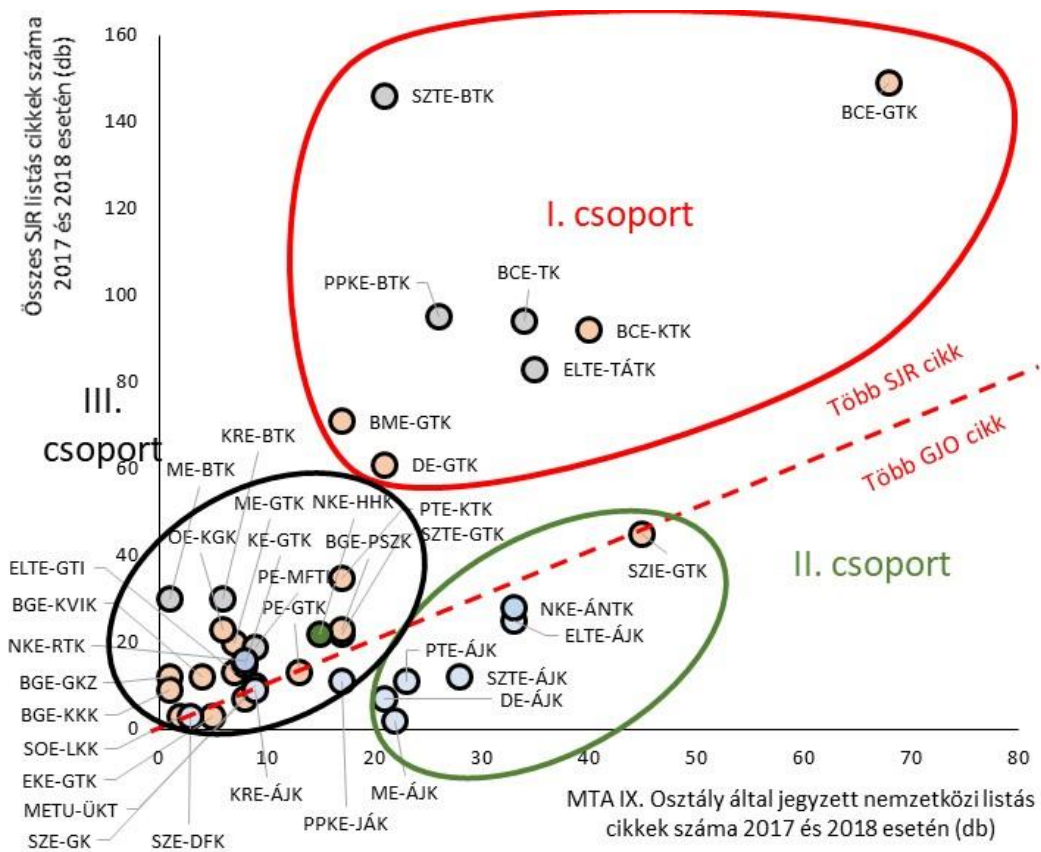 Összes SJR listás cikkek száma
2017 és 2018 esetén (db)
160
140
120
100
80
60
40
20
0
SZTE-BTK
BCE-GTK
I. csoport
BCE-TK
PPKE-BTK
BCE-KTK
ELTE-TÁTK
Több SJR cikk
III.
csoport
BME-GTK
Több GJO cikk
KRE-BTK
DE-GTK
ME-BTK
ME-GTK
NKE-HHK
PTE-KTK
OE-KGK
KE-GTK
BGE-PSZK
SZTE-GTK
ELTE-GTI
PE-MFTI
SZIE-GTK
II. csoport
BGE-KVIK
PE-GTK
NKE-ÁNTK
ELTE-ÁJK
NKE-RTK
PTE-ÁJK
BGE-GKZ
SZTE-ÁJK
DE-ÁJK
BGE-KKK
SOE-LKK
0 10 20 30 40 50 60 70 80
EKE-GTK
KRE-ÁJK
ME-ÁJK
METU-ÜKT
PPKE-JÁK
SZE-GK
SZE-DFK
MTA IX. Osztály által jegyzett nemzetközi listás
cikkek száma 2017 és 2018 esetén (db)